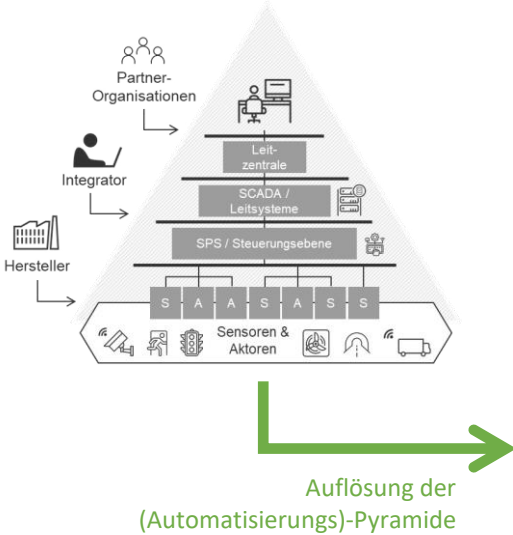 Partner-
Organisationen
Leit-
zentrale
Integrator
SCADA /
Leitsysteme
SPS / Steuerungsebene
Hersteller
S A A S A S S
Sensoren &
Aktoren
Auflösung der
(Automatisierungs)-Pyramide